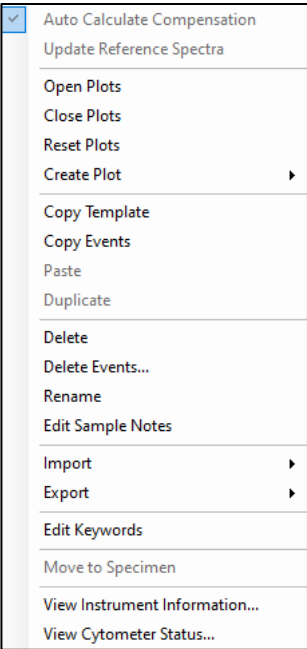 Auto Calculate Compensation
Update Reference Spectra
Open Plots
Close Plots
Reset Plots
Create Plot
Copy Template
Copy Events
Paste
Duplicate
Delete
Delete Events...
Rename
Edit Sample Notes
Import
Export
Edit Keywords
Move to Specimen
View Instrument Information...
View Cytometer Status...